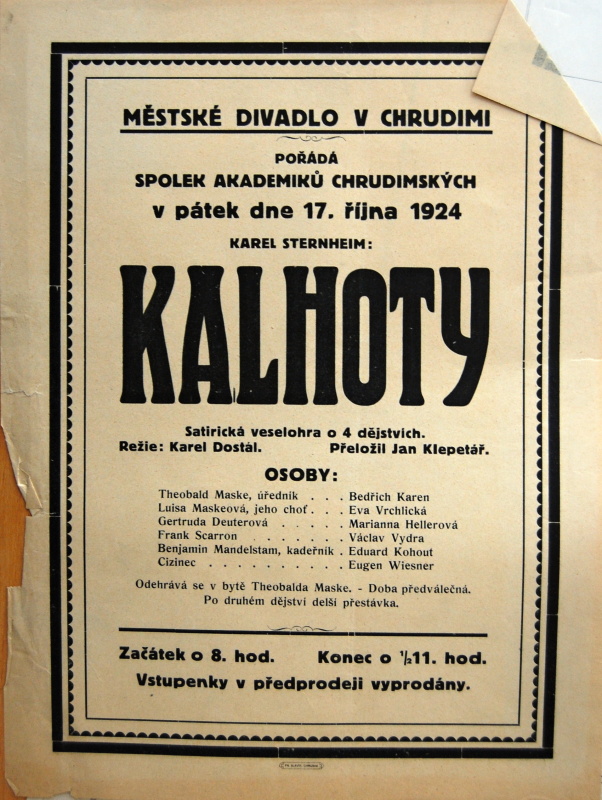 MĚSTSKÉ DIVADLO V CHRUDIMI
POŘÁDÁ
SPOLEK AKADEMIKŮ CHRUDIMSKÝCH
v pátek dne 17. října 1924
KAREL STERNHEIM:
KALHOTY
Satirická veselohra o 4 dějstvích.
Režie: Karel Dostál. Přeložil Jan Klepetář.
OSOBY:
Theobald Maske, úředník . . . Bedřich Karen
Luisa Maskeová, jeho choť . . . Eva Vrchlická
Gertruda Deuterová . . . . . Marianna Hellerová
Frank Scarron . . . . . . . Václav Vydra
Benjamin Mandelstam, kadeřník . Eduard Kohout
Cizinec . . . . . . . . . . Eugen Wiesner
Odehrává se v bytě Theobalda Maske. - Doba předválečná.
Po druhém dějství delší přestávka.
Začátek o 8. hod. Konec o ½11. hod.
Vstupenky v předprodeji vyprodány.